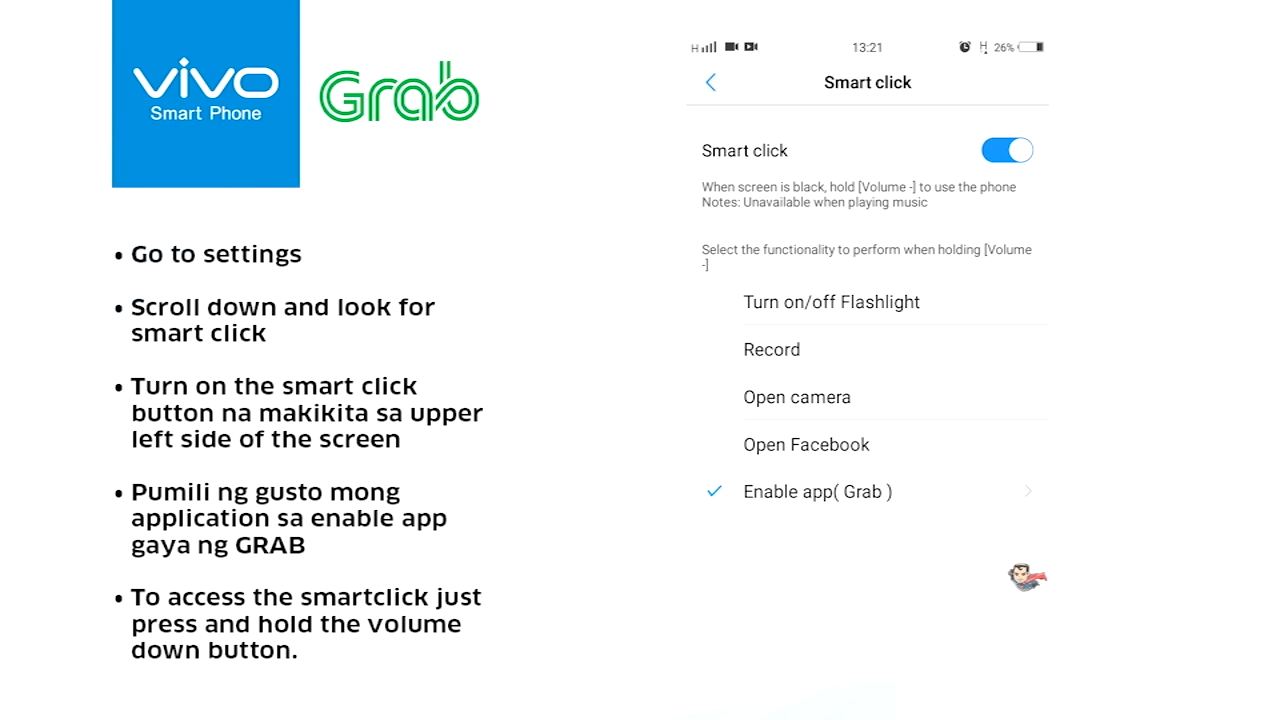 vivo
Smart Phone
Grab
• Go to settings
• Scroll down and look for
smart click
• Turn on the smart click
button na makikita sa upper
left side of the screen
• Pumili ng gusto mong
application sa enable app
gaya ng GRAB
• To access the smartclick just
press and hold the volume
down button.
H 13:21 H 26%
Smart click
Smart click
When screen is black, hold [Volume -] to use the phone
Notes: Unavailable when playing music
Select the functionality to perform when holding [Volume
-]
Turn on/off Flashlight
Record
Open camera
Open Facebook
Enable app( Grab )